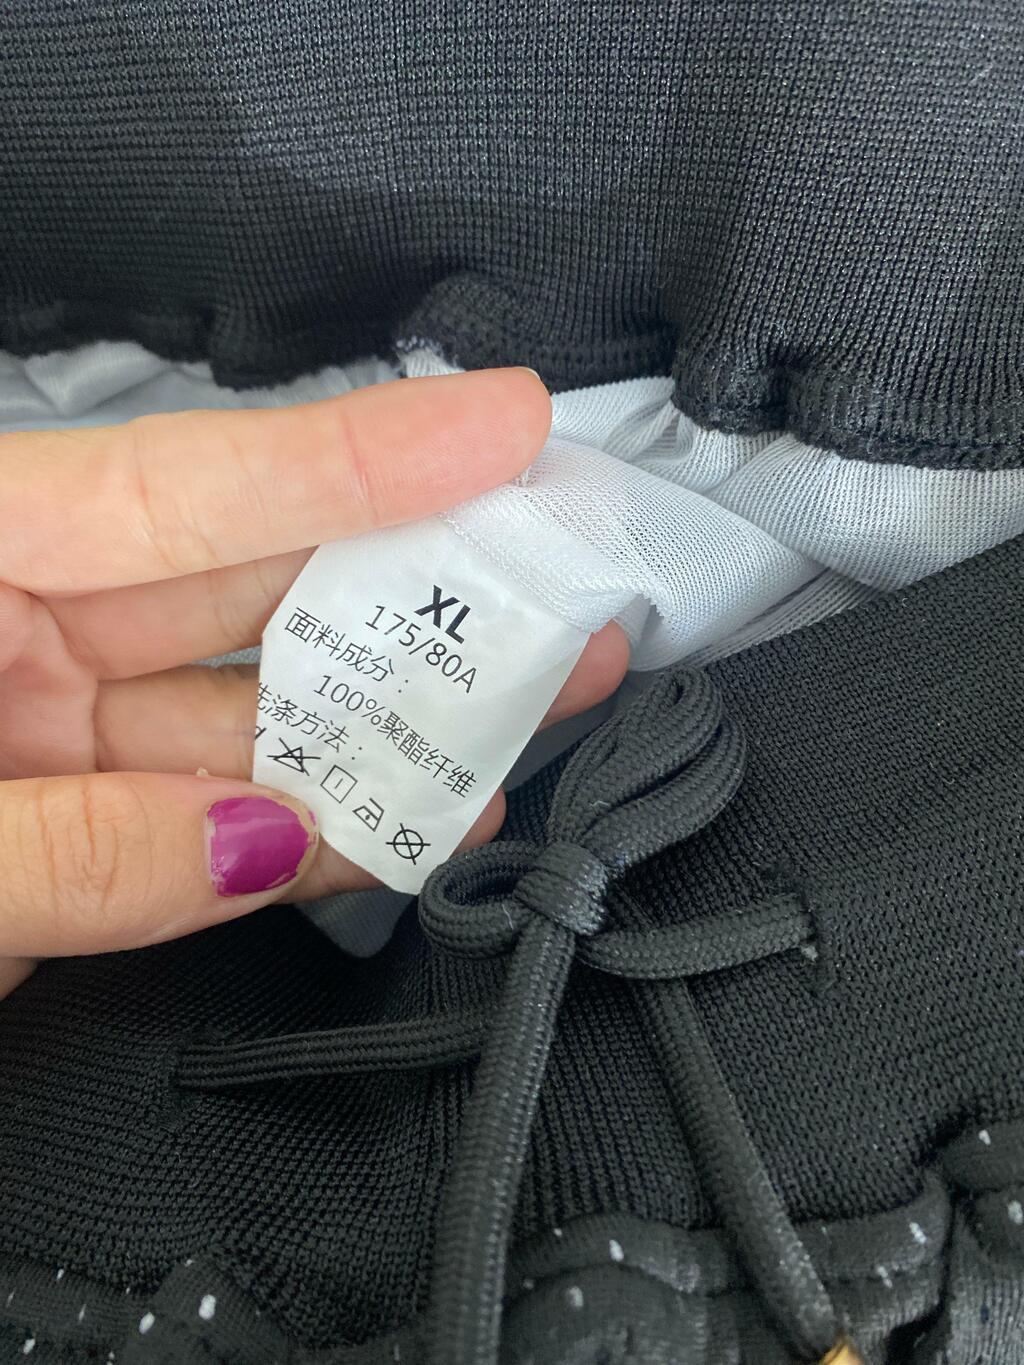 XL
175/80A
面料成分：
100%聚酯纤维
洗涤方法：